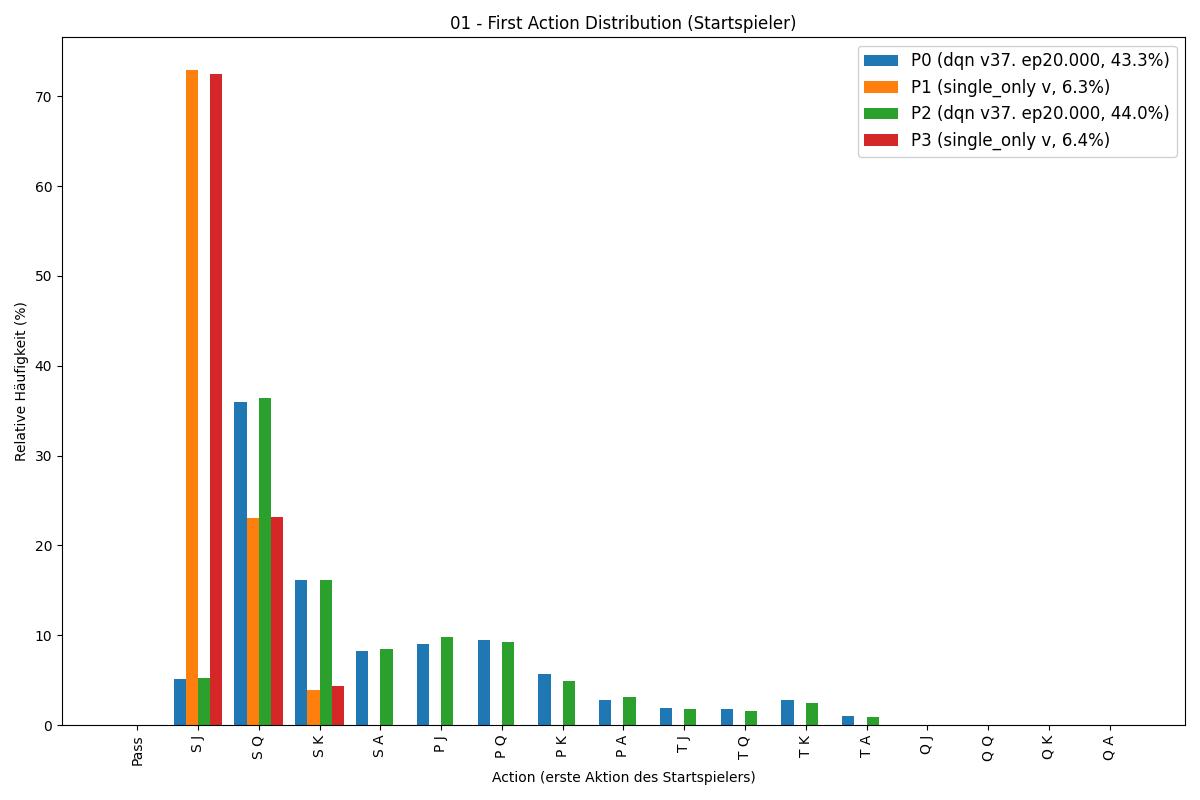 01 - First Action Distribution (Startspieler)
P0 (dqn v37. ep20.000, 43.3%)
P1 (single_only v, 6.3%)
P2 (dqn v37. ep20.000, 44.0%)
P3 (single_only v, 6.4%)
Relative Häufigkeit (%)
70
60
50
40
30
20
10
0
Pass
S J
S Q
S K
S A
P J
P Q
P K
P A
T J
T Q
T K
T A
Q J
Q Q
Q K
Q A
Action (erste Aktion des Startspielers)